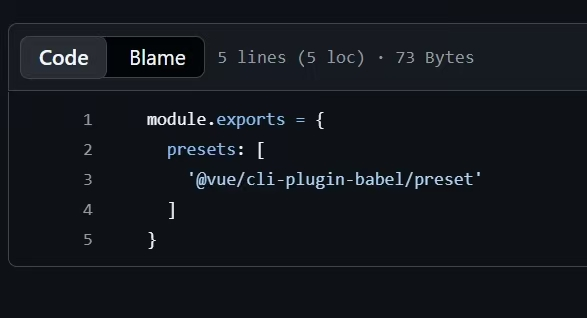 Code Blame 5 lines (5 loc) · 73 Bytes
1 module.exports = {
2   presets: [
3     '@vue/cli-plugin-babel/preset'
4   ]
5 }